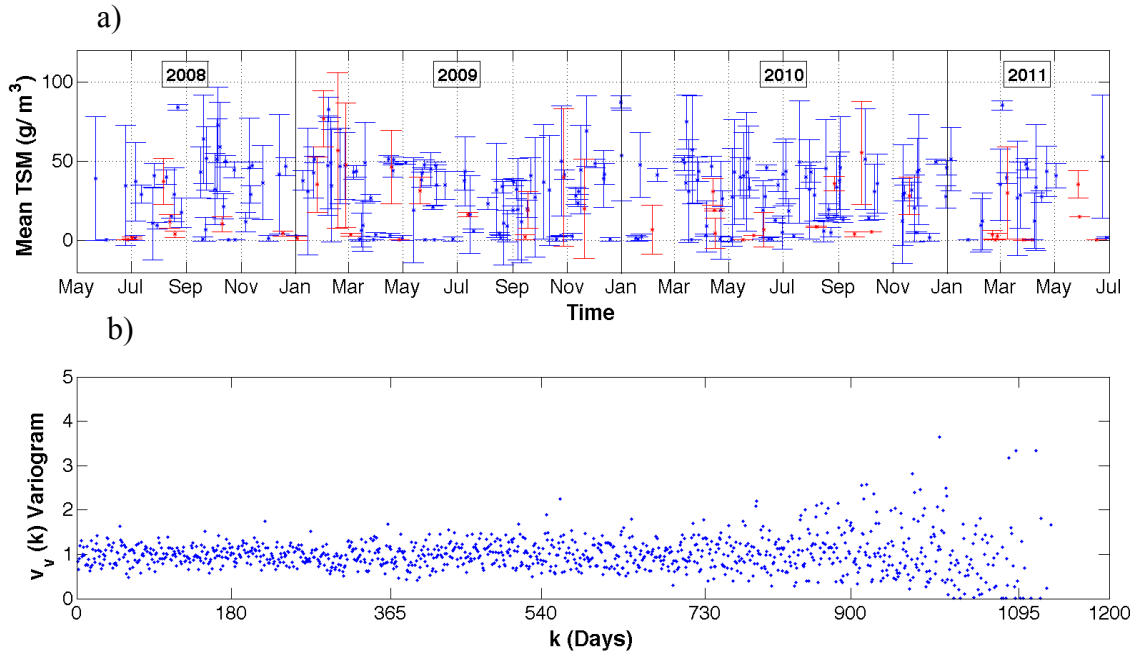 a)
2008
2009
2010
2011
100
50
0
Mean TSM (g/ m³)
May Jul Sep Nov Jan Mar May Jul Sep Nov Jan Mar May Jul Sep Nov Jan Mar May Jul
Time
b)
5
4
3
2
1
0
v_v (k) Variogram
0 180 365 540 730 900 1095 1200
k (Days)